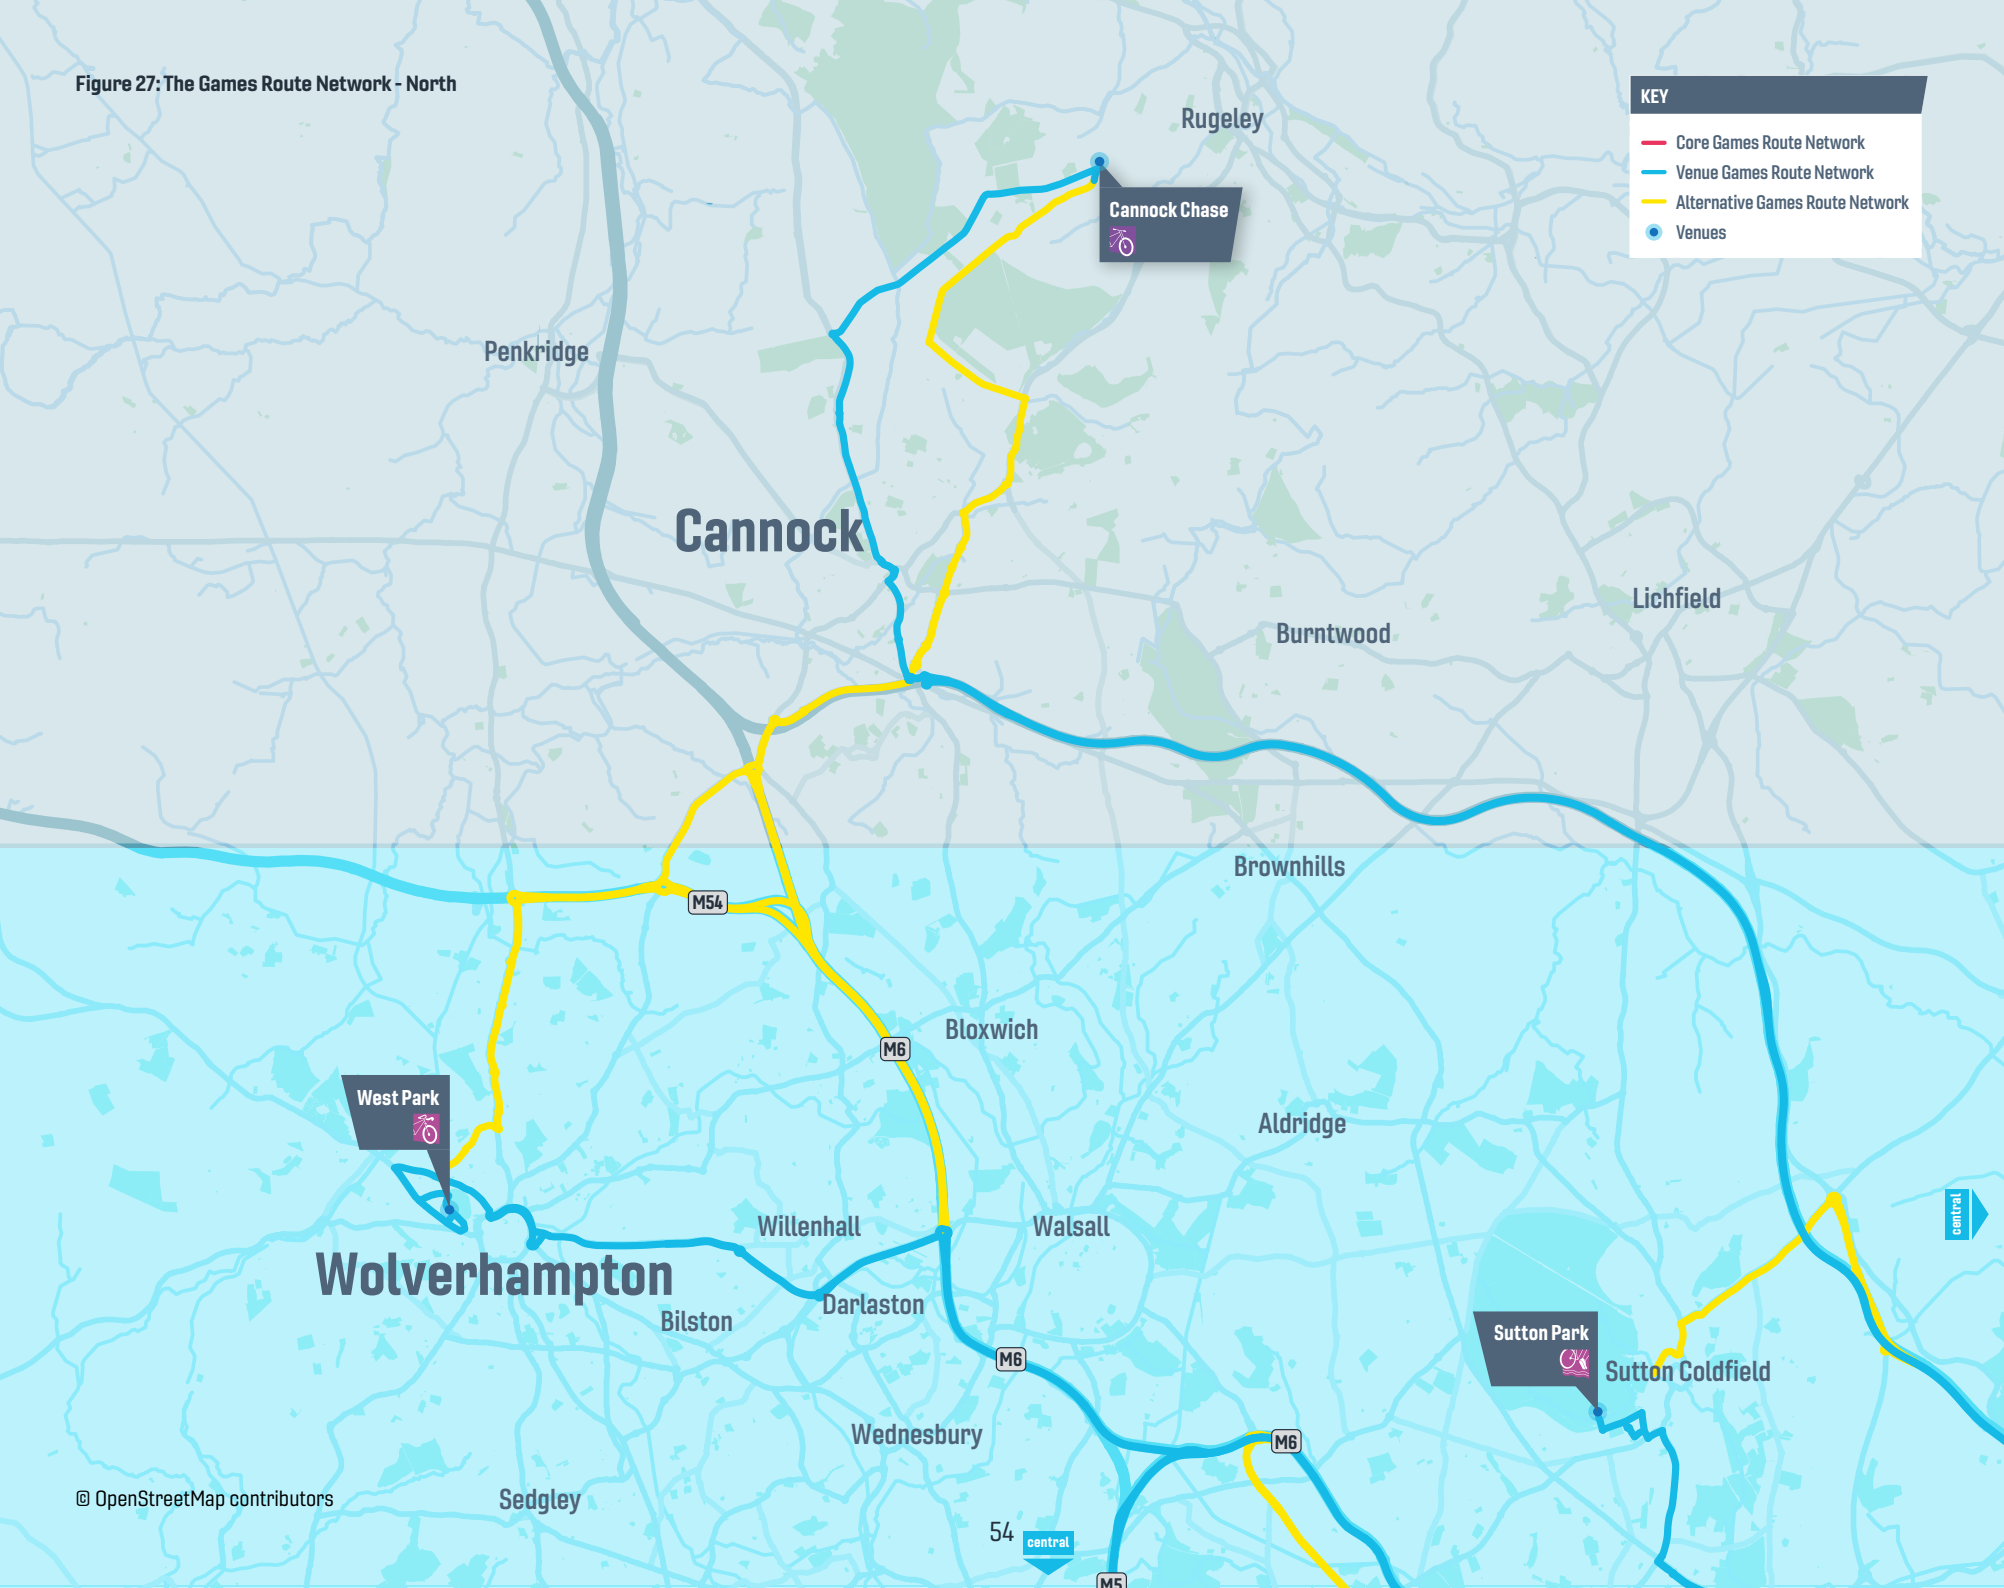 Figure 27: The Games Route Network - North
KEY
Core Games Route Network
Venue Games Route Network
Alternative Games Route Network
Venues
Rugeley
Cannock Chase
Penkridge
Cannock
Lichfield
Burntwood
Brownhills
M54
Bloxwich
M6
West Park
Aldridge
central
Willenhall
Walsall
Wolverhampton
Darlaston
Bilston
Sutton Park
M6
Sutton Coldfield
Wednesbury
M6
© OpenStreetMap contributors
Sedgley
54
central
M5